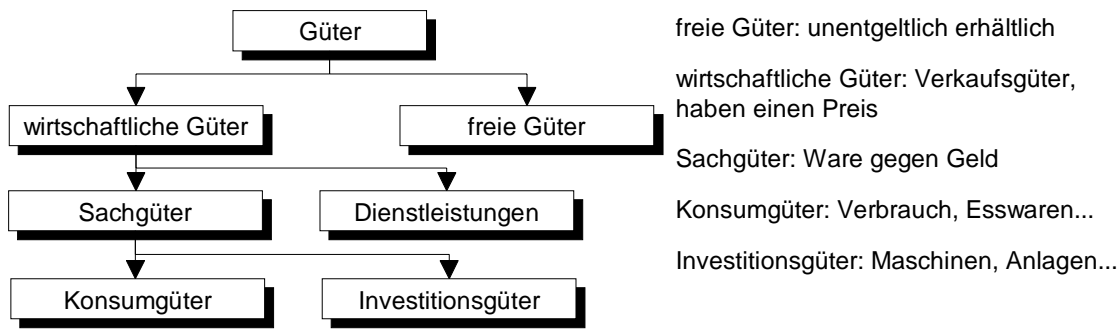 Güter
wirtschaftliche Güter
freie Güter
Sachgüter
Dienstleistungen
Konsumgüter
Investitionsgüter
freie Güter: unentgeltlich erhältlich
wirtschaftliche Güter: Verkaufsgüter,
haben einen Preis
Sachgüter: Ware gegen Geld
Konsumgüter: Verbrauch, Esswaren...
Investitionsgüter: Maschinen, Anlagen...